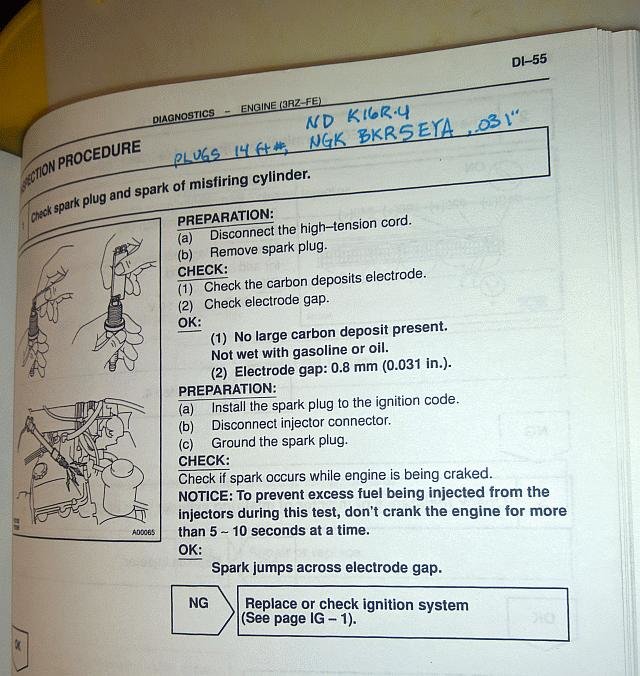 DI–55
DIAGNOSTICS – ENGINE (3RZ–FE)
ND K16R-U
PLUGS 14 ft#, NGK BKR5EYA .031"
PROCEDURE
1 Check spark plug and spark of misfiring cylinder.
PREPARATION:
(a) Disconnect the high–tension cord.
(b) Remove spark plug.
CHECK:
(1) Check the carbon deposits electrode.
(2) Check electrode gap.
OK:
(1) No large carbon deposit present.
Not wet with gasoline or oil.
(2) Electrode gap: 0.8 mm (0.031 in.).
PREPARATION:
(a) Install the spark plug to the ignition code.
(b) Disconnect injector connector.
(c) Ground the spark plug.
CHECK:
Check if spark occurs while engine is being craked.
NOTICE: To prevent excess fuel being injected from the
injectors during this test, don't crank the engine for more
than 5 ~ 10 seconds at a time.
OK:
Spark jumps across electrode gap.
A00065
NG
Replace or check ignition system
(See page IG – 1).
OK